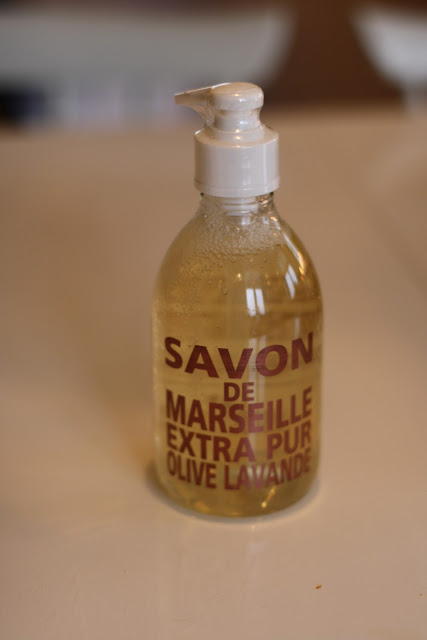 SAVON
DE
MARSEILLE
EXTRA PUR
OLIVE LAVANDE